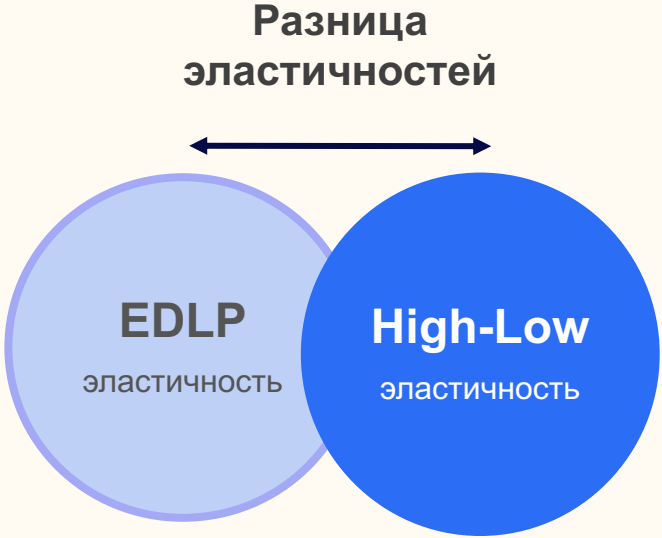 Разница
эластичностей
EDLP
эластичность
High-Low
эластичность